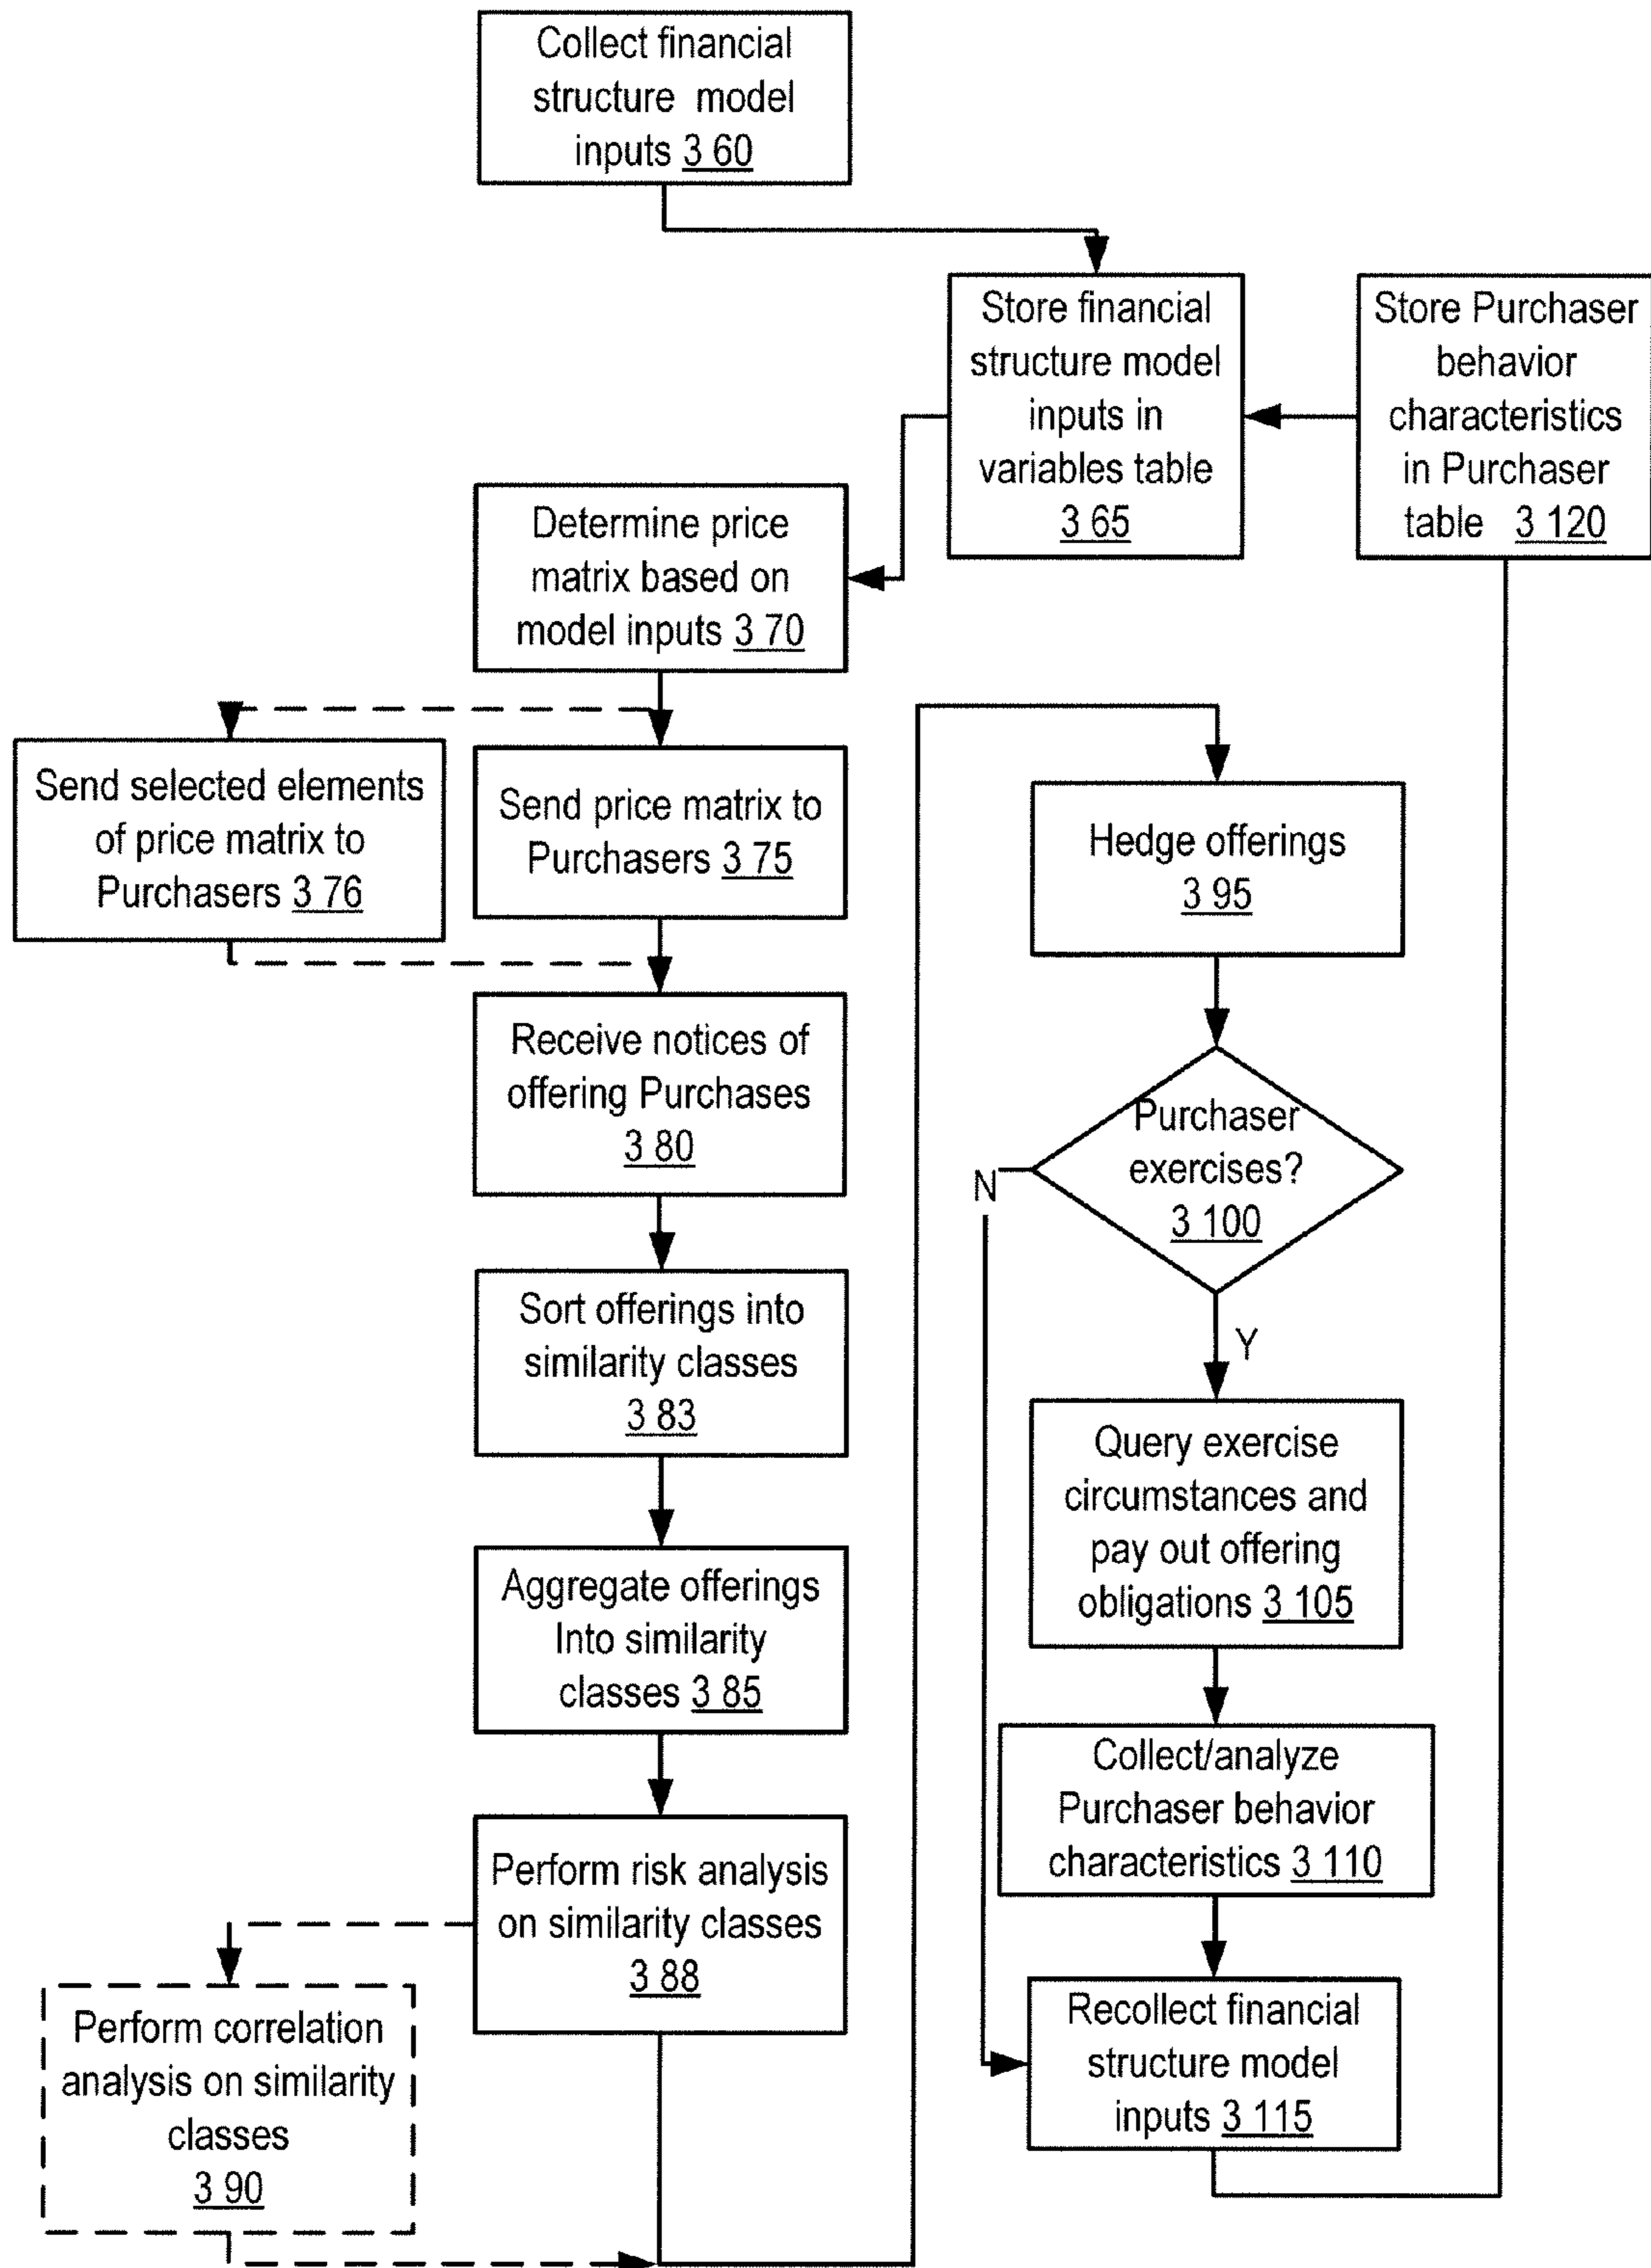 Collect financial
structure model
inputs 3 60
Store financial
structure model
inputs in
variables table
3 65
Store Purchaser
behavior
characteristics
in Purchaser
table 3 120
Determine price
matrix based on
model inputs 3 70
Send selected elements
of price matrix to
Purchasers 3 76
Send price matrix to
Purchasers 3 75
Receive notices of
offering Purchases
3 80
Sort offerings into
similarity classes
3 83
Aggregate offerings
Into similarity
classes 3 85
Perform risk analysis
on similarity classes
3 88
Perform correlation
analysis on similarity
classes
3 90
Hedge offerings
3 95
Purchaser
exercises?
3 100
N
Y
Query exercise
circumstances and
pay out offering
obligations 3 105
Collect/analyze
Purchaser behavior
characteristics 3 110
Recollect financial
structure model
inputs 3 115